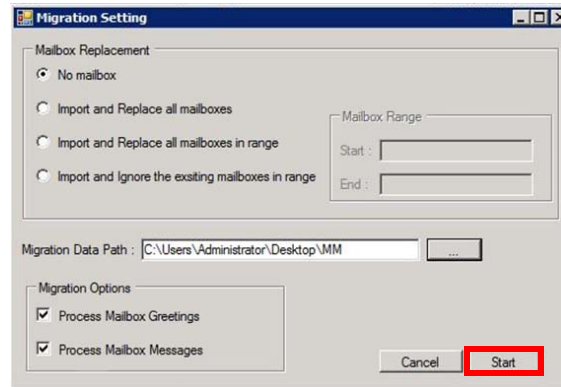 Migration Setting
Mailbox Replacement
No mailbox
Import and Replace all mailboxes
Import and Replace all mailboxes in range
Import and Ignore the exsiting mailboxes in range
Mailbox Range
Start :
End :
Migration Data Path : C:\Users\Administrator\Desktop\MM ...
Migration Options
Process Mailbox Greetings
Process Mailbox Messages
Cancel Start